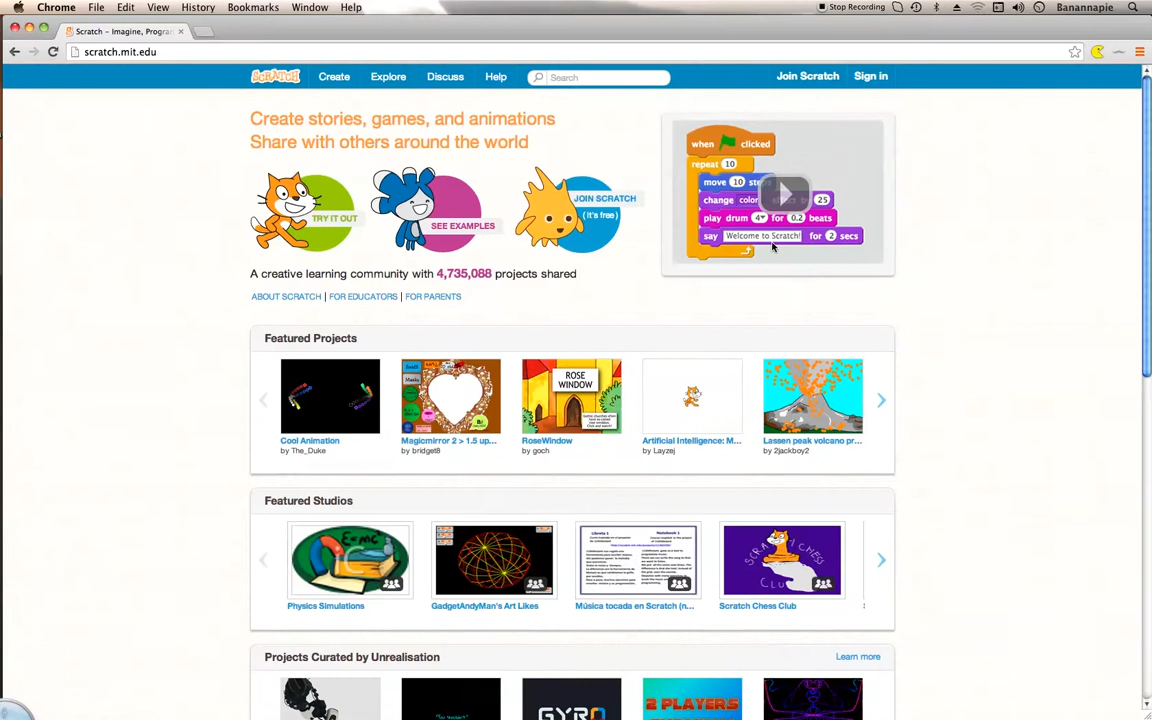 Chrome File Edit View History Bookmarks Window Help Stop Recording Banannapie
Scratch - Imagine, Progra
scratch.mit.edu
SCRATCH Create Explore Discuss Help Search Join Scratch Sign in
Create stories, games, and animations
Share with others around the world
TRY IT OUT
SEE EXAMPLES
JOIN SCRATCH
(it's free)
when clicked
repeat 10
move 10
change color 25
play drum 4 for 0.2 beats
say Welcome to Scratch! for 2 secs
A creative learning community with 4,735,088 projects shared
ABOUT SCRATCH | FOR EDUCATORS | FOR PARENTS
Featured Projects
ROSE
WINDOW
Cool Animation
by The_Duke
Magicmirror 2 > 1.5 up...
by bridget8
RoseWindow
by goch
Artificial Intelligence: M...
by Layzej
Lassen peak volcano pr...
by 2jackboy2
Featured Studios
E=mc²
SCRATCH CHESS
CLUB
Physics Simulations
GadgetAndyMan's Art Likes
Música tocada en Scratch (n...
Scratch Chess Club
Projects Curated by Unrealisation
Learn more
GYRO
2 PLAYERS